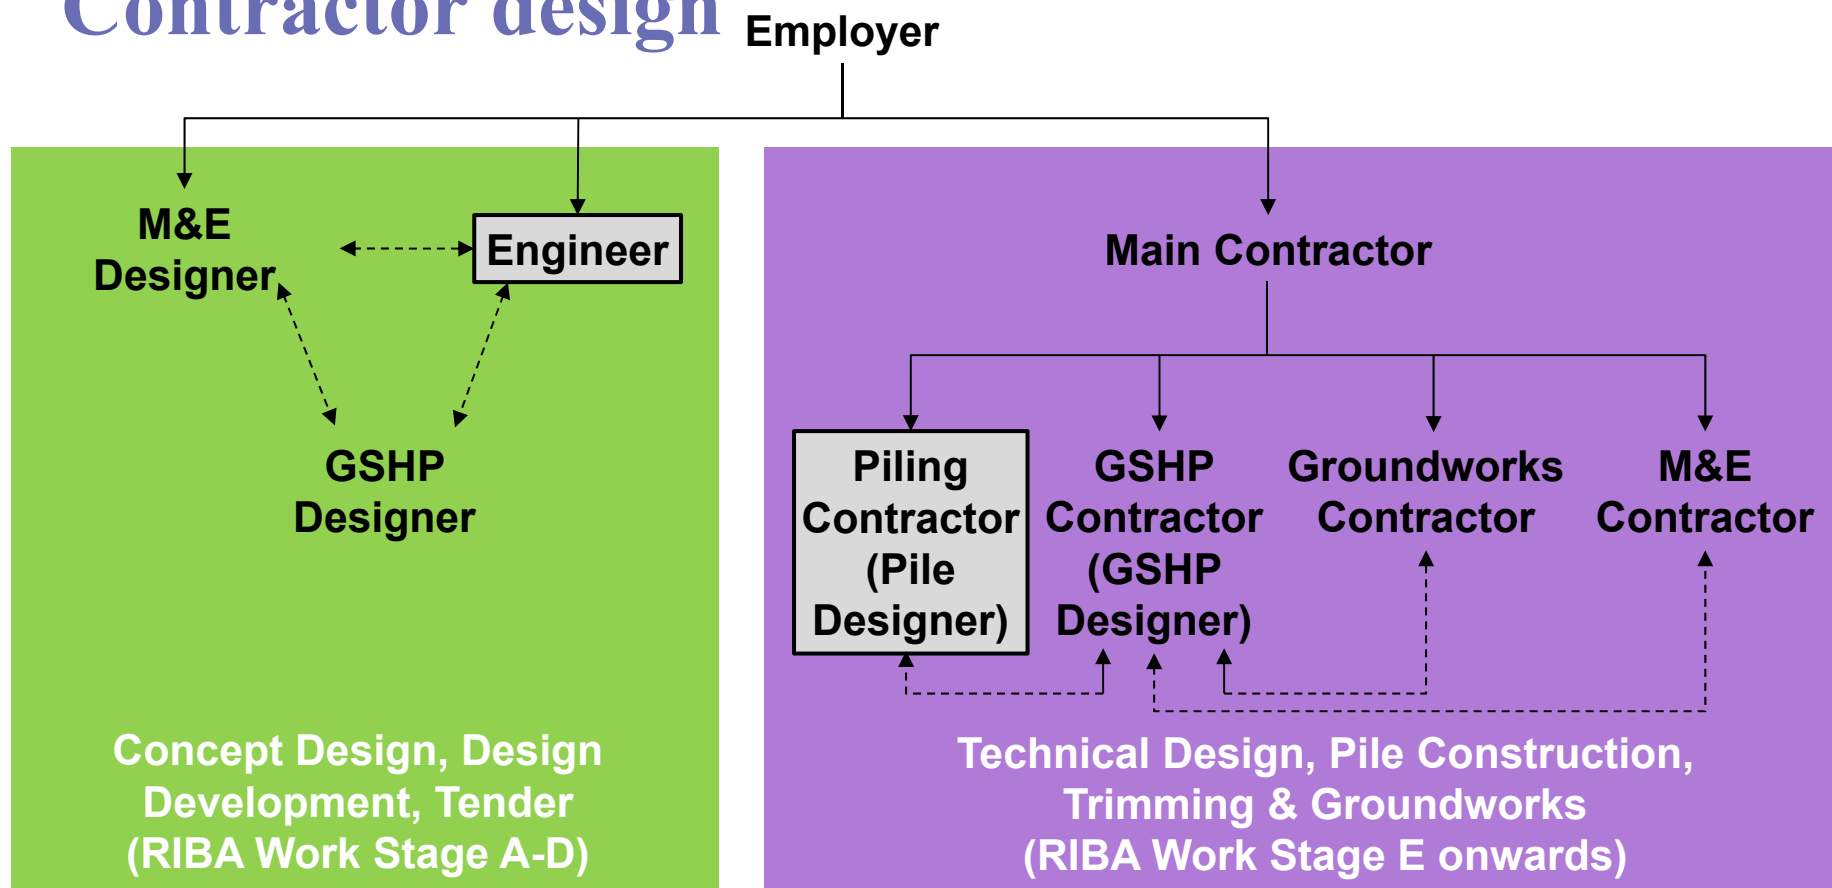 Contractor design
Employer
M&E
Designer
Engineer
GSHP
Designer
Concept Design, Design
Development, Tender
(RIBA Work Stage A-D)
Main Contractor
Piling
Contractor
(Pile
Designer)
GSHP
Contractor
(GSHP
Designer)
Groundworks
Contractor
M&E
Contractor
Technical Design, Pile Construction,
Trimming & Groundworks
(RIBA Work Stage E onwards)